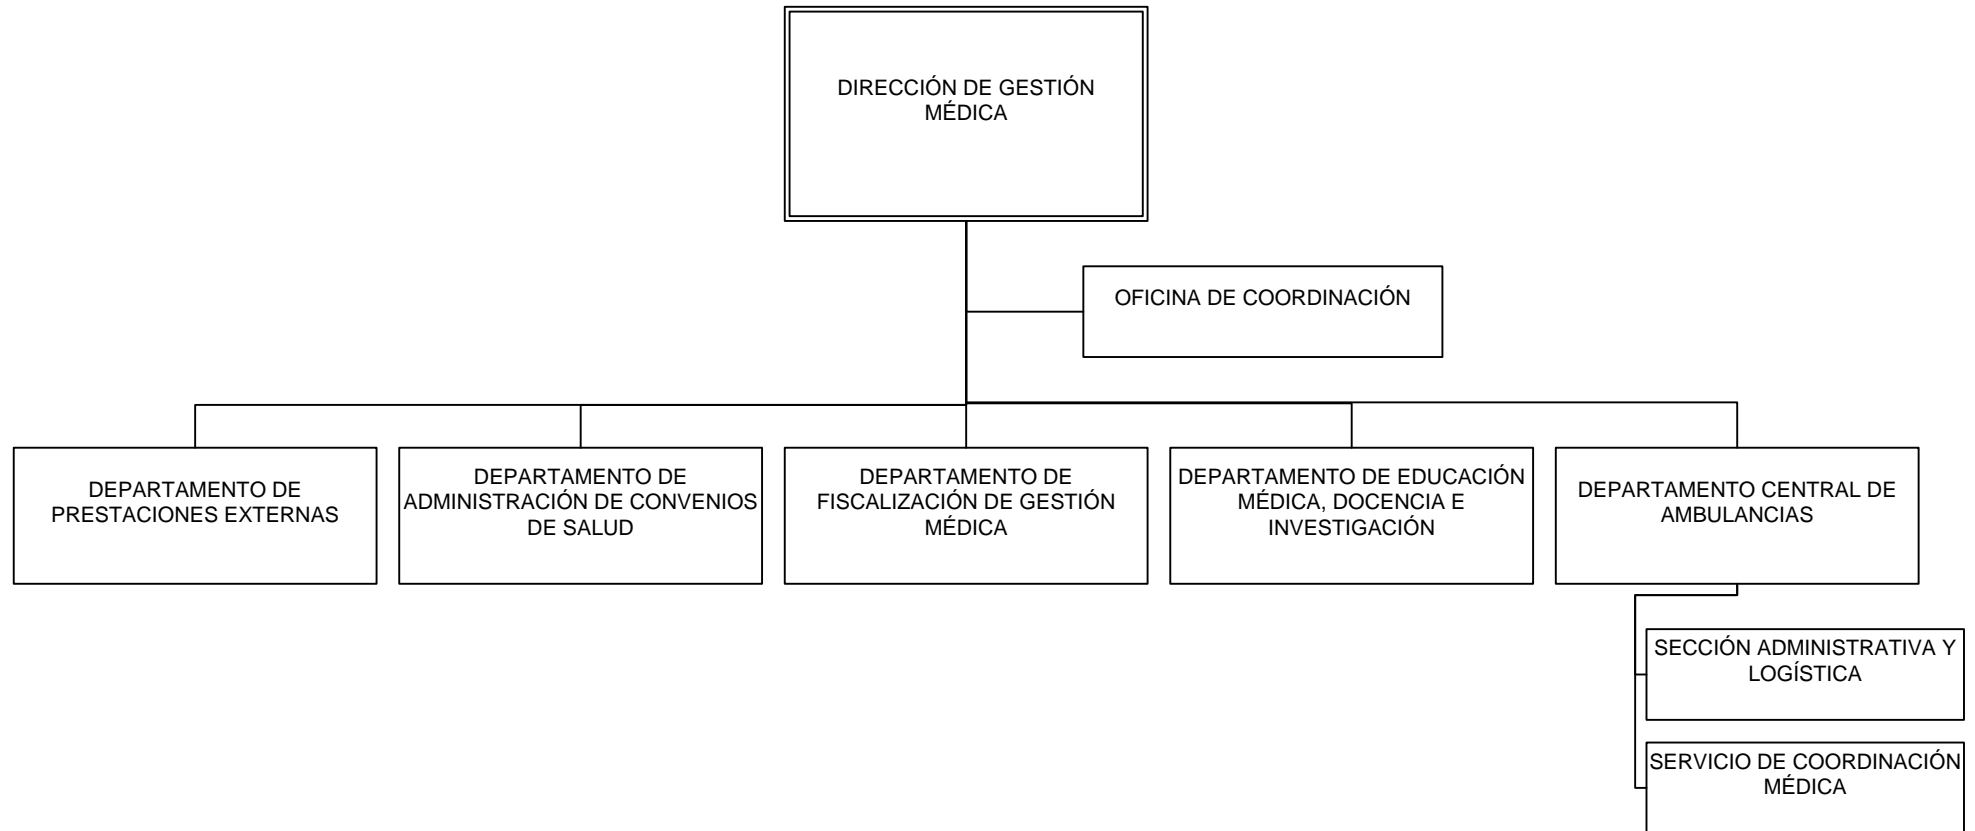 DIRECCIÓN DE GESTIÓN
MÉDICA
OFICINA DE COORDINACIÓN
DEPARTAMENTO DE
PRESTACIONES EXTERNAS
DEPARTAMENTO DE
ADMINISTRACIÓN DE CONVENIOS
DE SALUD
DEPARTAMENTO DE
FISCALIZACIÓN DE GESTIÓN
MÉDICA
DEPARTAMENTO DE EDUCACIÓN
MÉDICA, DOCENCIA E
INVESTIGACIÓN
DEPARTAMENTO CENTRAL DE
AMBULANCIAS
SECCIÓN ADMINISTRATIVA Y
LOGÍSTICA
SERVICIO DE COORDINACIÓN
MÉDICA